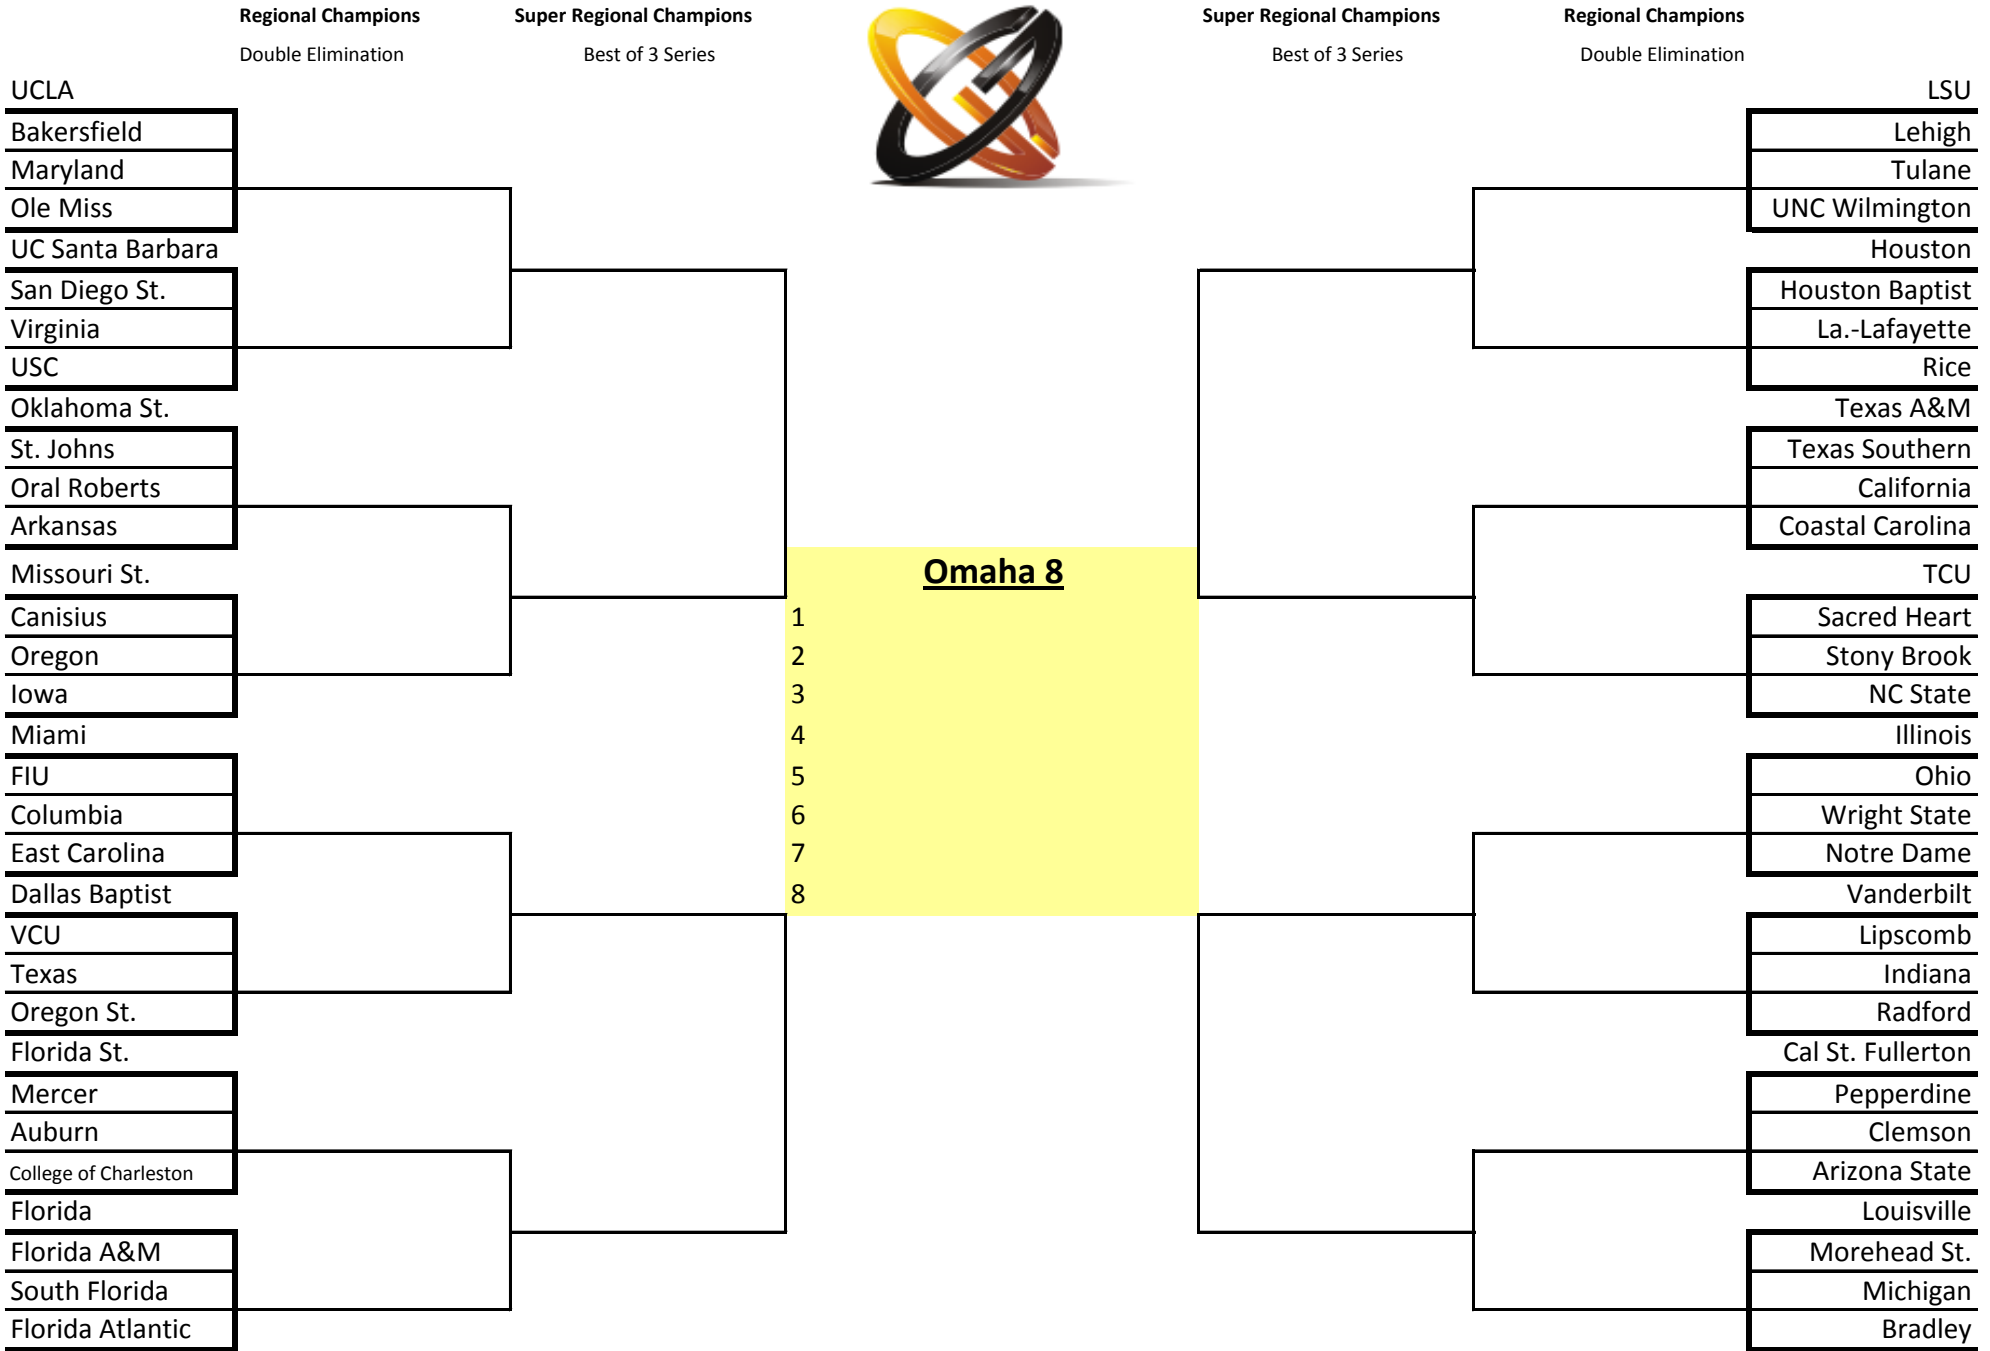 Regional Champions
Super Regional Champions
Super Regional Champions
Regional Champions
Double Elimination
Best of 3 Series
Best of 3 Series
Double Elimination
UCLA
Bakersfield
Maryland
Ole Miss
UC Santa Barbara
San Diego St.
Virginia
USC
Oklahoma St.
St. Johns
Oral Roberts
Arkansas
Missouri St.
Canisius
Oregon
Iowa
Miami
FIU
Columbia
East Carolina
Dallas Baptist
VCU
Texas
Oregon St.
Florida St.
Mercer
Auburn
College of Charleston
Florida
Florida A&M
South Florida
Florida Atlantic
Omaha 8
1
2
3
4
5
6
7
8
LSU
Lehigh
Tulane
UNC Wilmington
Houston
Houston Baptist
La.-Lafayette
Rice
Texas A&M
Texas Southern
California
Coastal Carolina
TCU
Sacred Heart
Stony Brook
NC State
Illinois
Ohio
Wright State
Notre Dame
Vanderbilt
Lipscomb
Indiana
Radford
Cal St. Fullerton
Pepperdine
Clemson
Arizona State
Louisville
Morehead St.
Michigan
Bradley